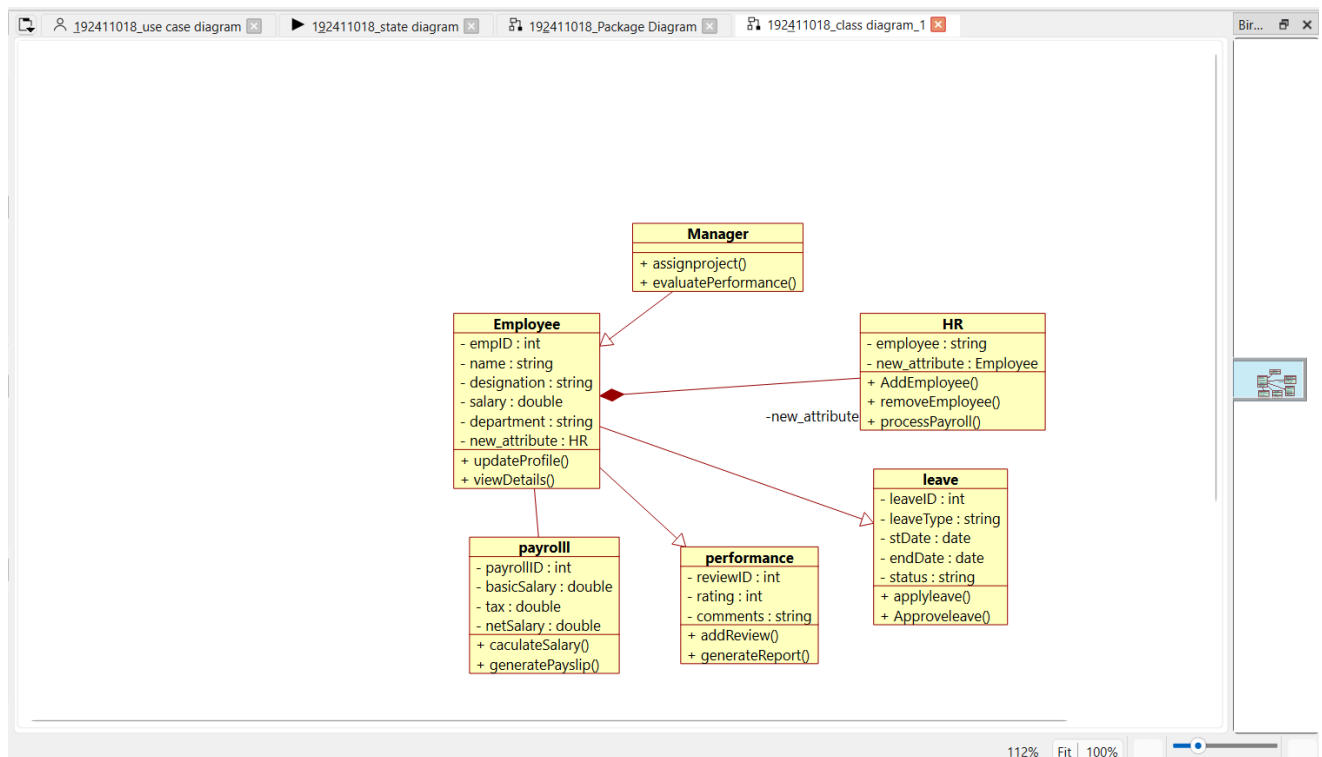 192411018_use case diagram
192411018_state diagram
192411018_Package Diagram
192411018_class diagram_1
Bir...
Manager
+ assignproject()
+ evaluatePerformance()
Employee
- empID : int
- name : string
- designation : string
- salary : double
- department : string
- new_attribute : HR
+ updateProfile()
+ viewDetails()
HR
- employee : string
- new_attribute : Employee
+ AddEmployee()
+ removeEmployee()
+ processPayroll()
-new_attribute
leave
- leaveID : int
- leaveType : string
- stDate : date
- endDate : date
- status : string
+ applyleave()
+ Approveleave()
payrolll
- payrollID : int
- basicSalary : double
- tax : double
- netSalary : double
+ caculateSalary()
+ generatePayslip()
performance
- reviewID : int
- rating : int
- comments : string
+ addReview()
+ generateReport()
112%
Fit
100%